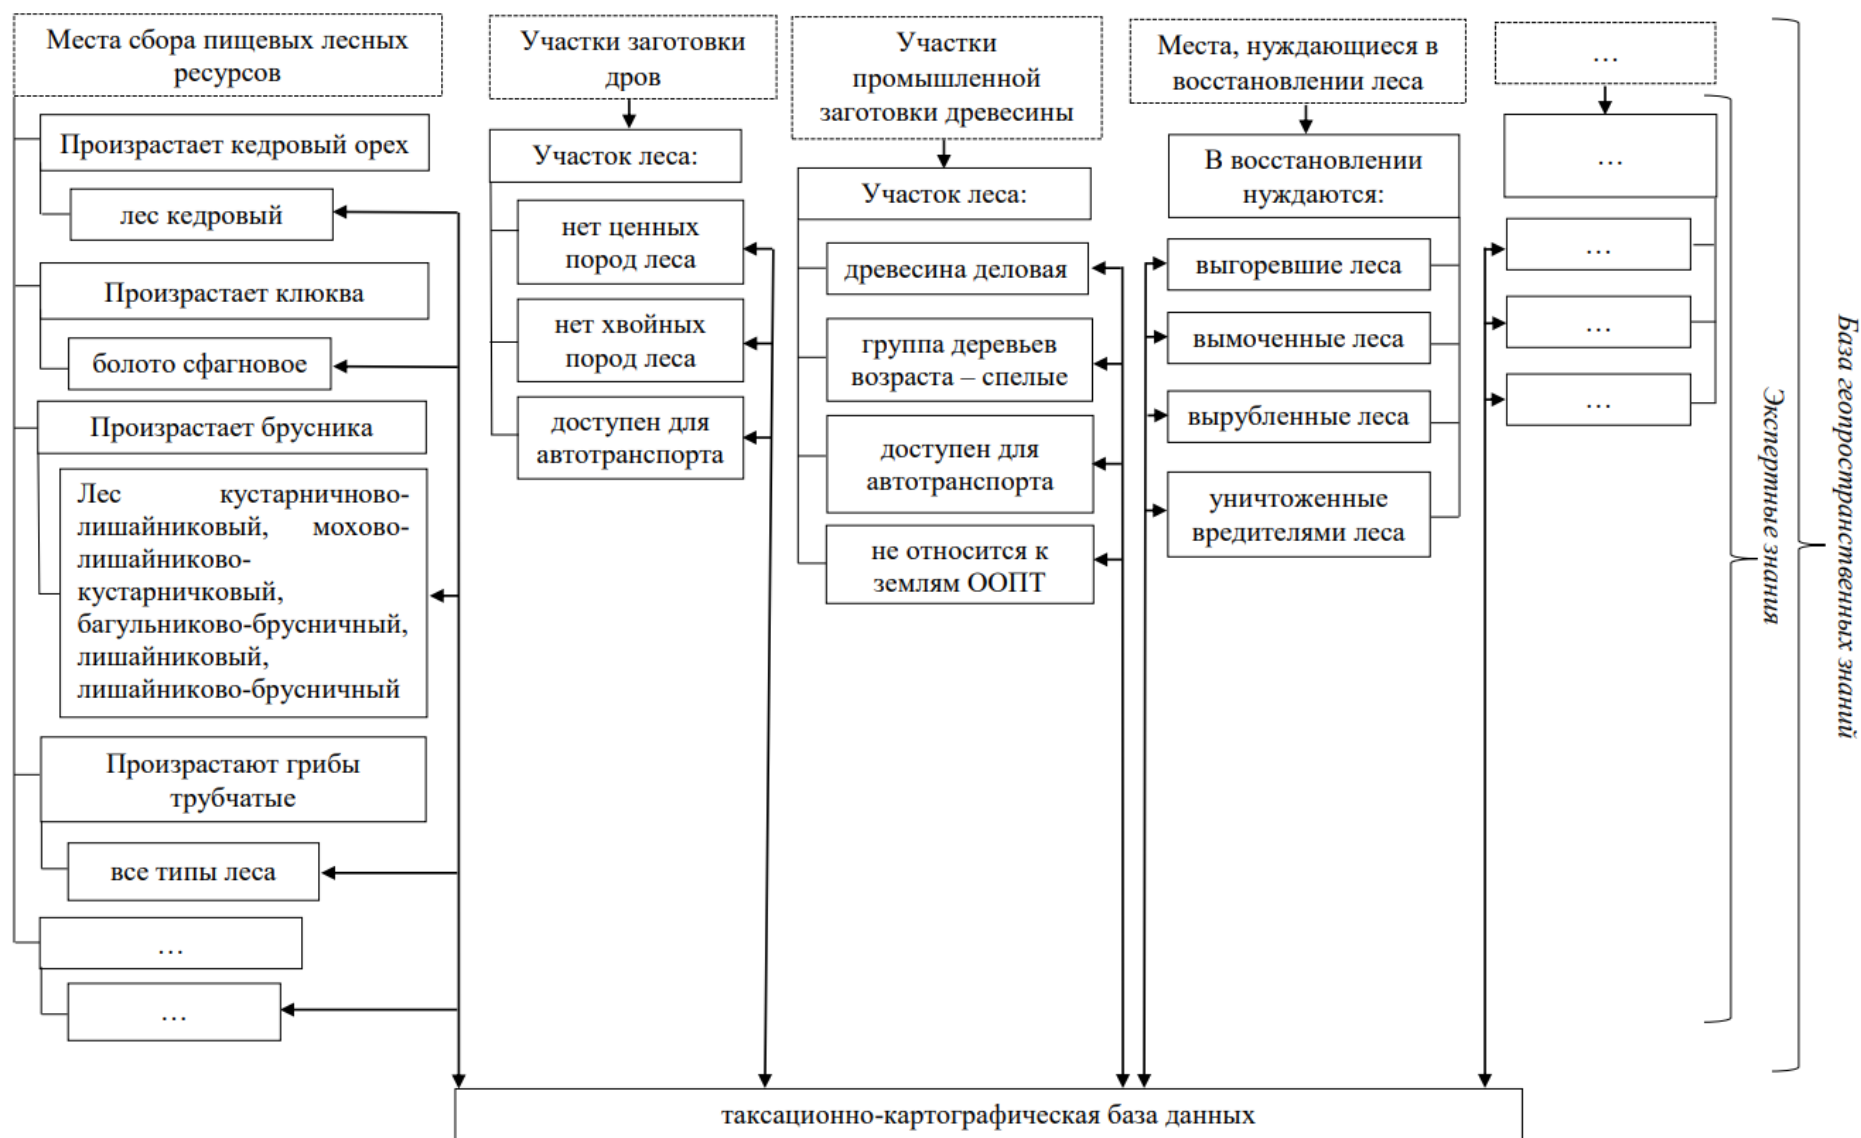 Места сбора пищевых лесных
ресурсов
Произрастает кедровый орех
лес кедровый
Произрастает клюква
болото сфагновое
Произрастает брусника
Лес кустарничново-
лишайниковый, мохово-
лишайниково-
кустарничковый,
багульниково-брусничный,
лишайниковый,
лишайниково-брусничный
Произрастают грибы
трубчатые
все типы леса
…
…
Участки заготовки
дров
Участок леса:
нет ценных
пород леса
нет хвойных
пород леса
доступен для
автотранспорта
Участки
промышленной
заготовки древесины
Участок леса:
древесина деловая
группа деревьев
возраста – спелые
доступен для
автотранспорта
не относится к
землям ООПТ
Места, нуждающиеся в
восстановлении леса
В восстановлении
нуждаются:
выгоревшие леса
вымоченные леса
вырубленные леса
уничтоженные
вредителями леса
…
…
…
…
…
Экспертные знания
База геопространственных знаний
таксационно-картографическая база данных